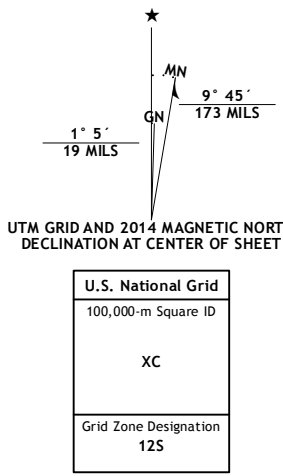 ★
MN
GN
9° 45´
173 MILS
1° 5´
19 MILS
UTM GRID AND 2014 MAGNETIC NORT
DECLINATION AT CENTER OF SHEET
U.S. National Grid
100,000-m Square ID
XC
Grid Zone Designation
12S